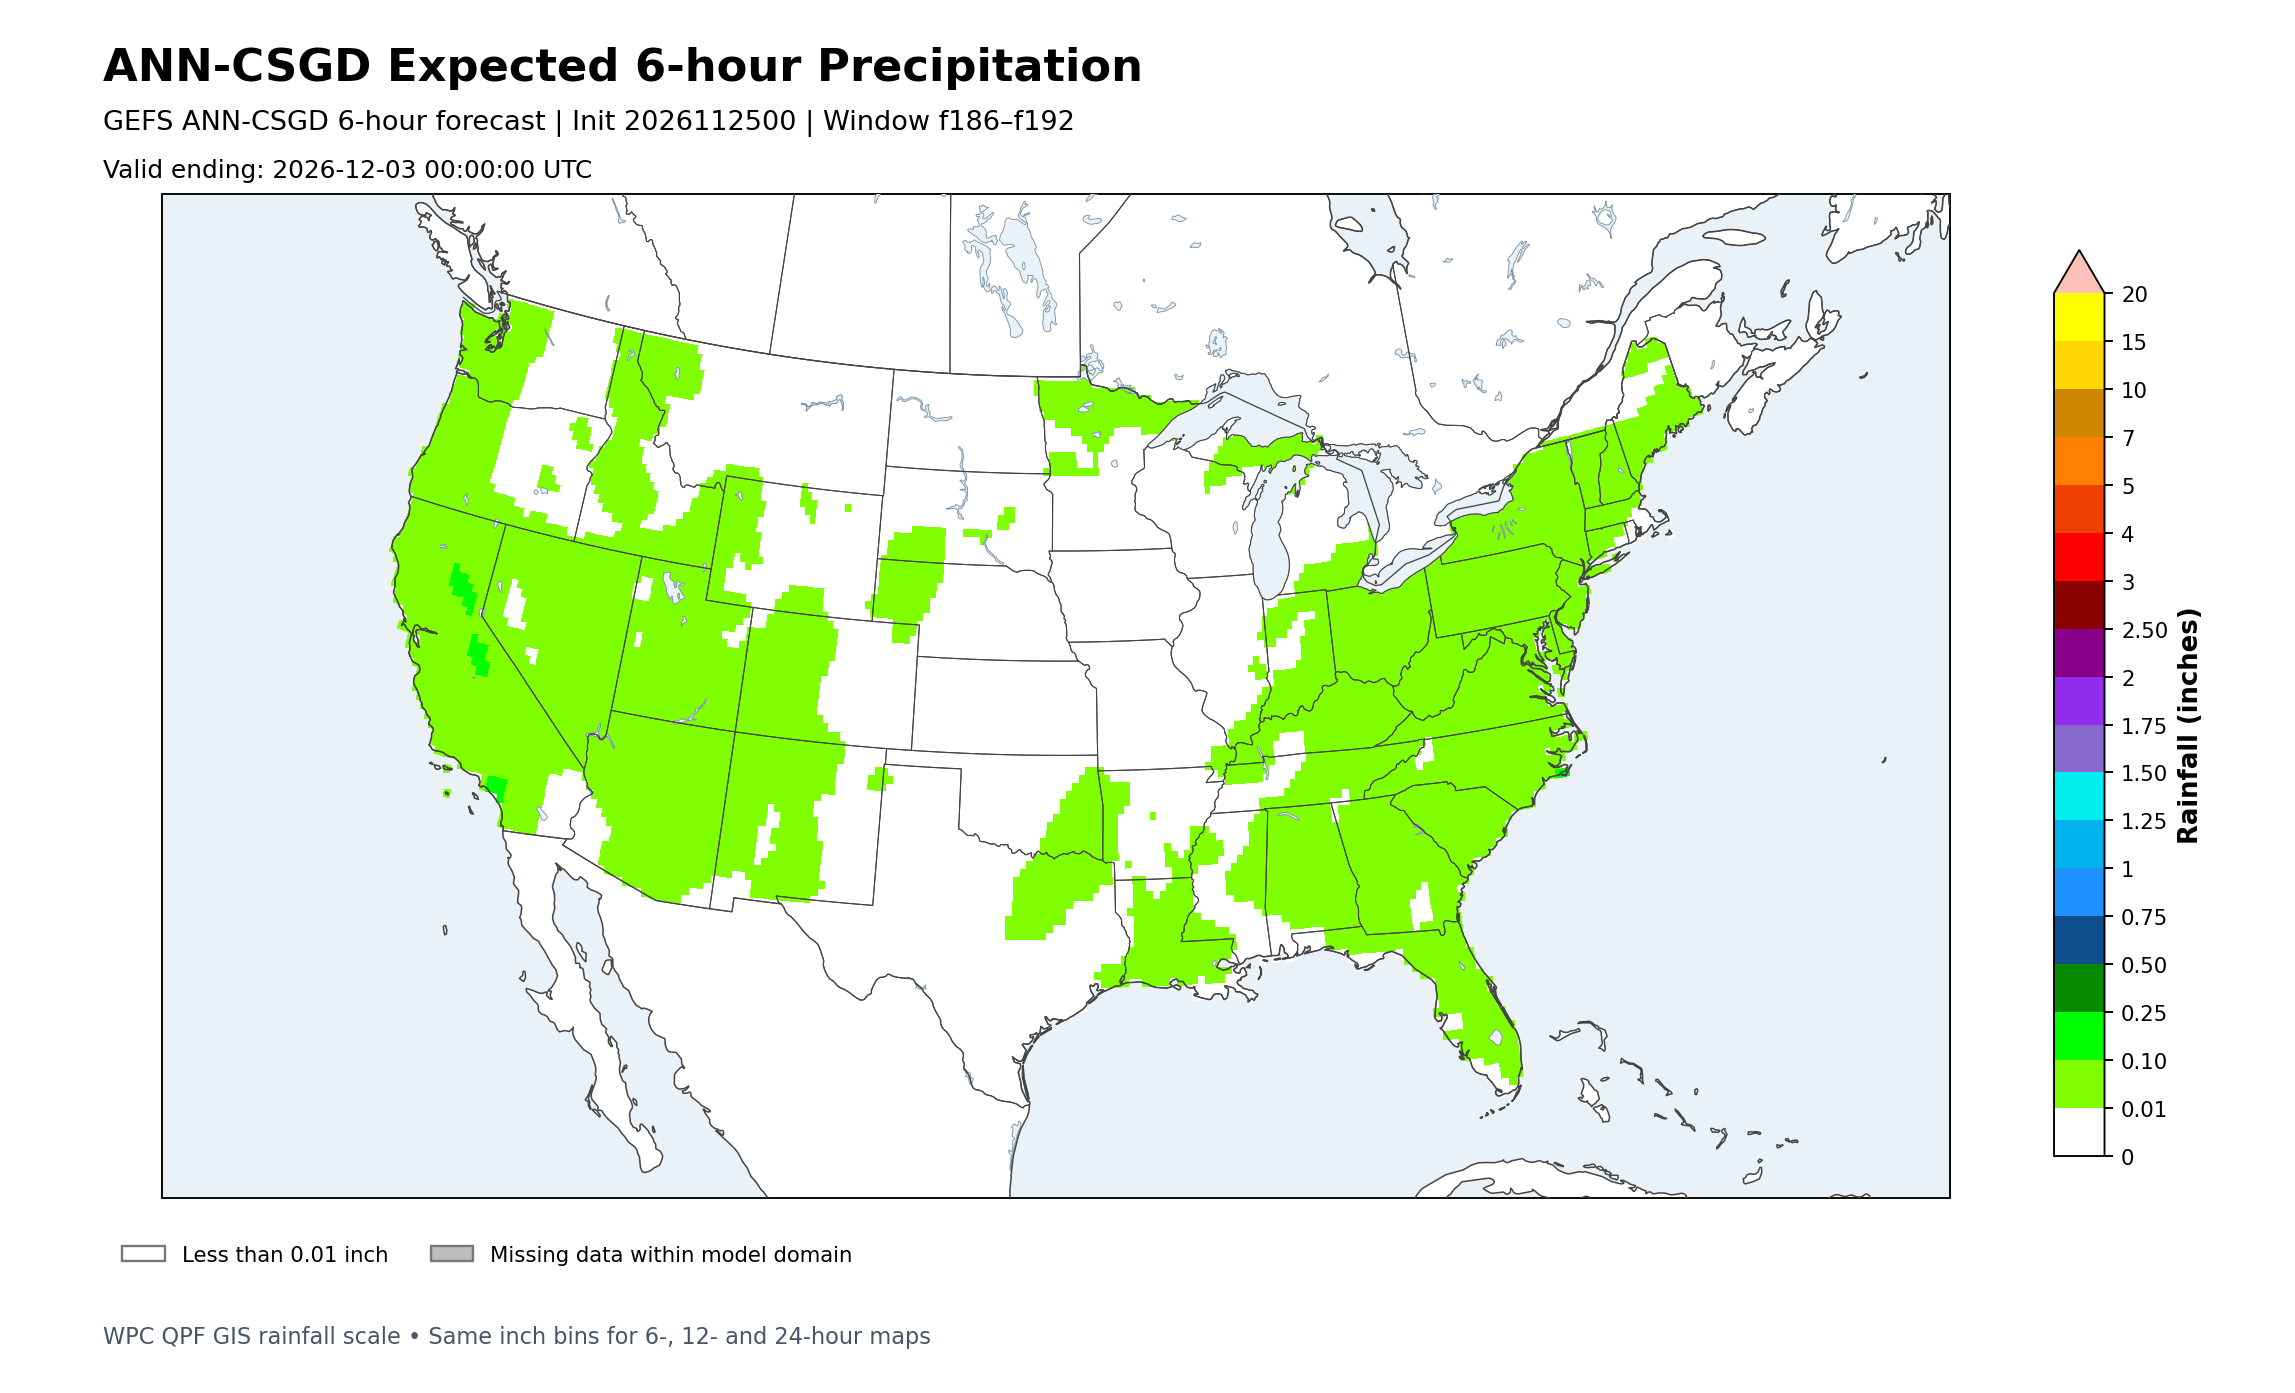 ANN-CSGD Expected 6-hour Precipitation
GEFS ANN-CSGD 6-hour forecast | Init 2026112500 | Window f186–f192
Valid ending: 2026-12-03 00:00:00 UTC
20
15
10
7
5
4
3
2.50
2
1.75
1.50
1.25
1
0.75
0.50
0.25
0.10
0.01
0
Rainfall (inches)
Less than 0.01 inch
Missing data within model domain
WPC QPF GIS rainfall scale • Same inch bins for 6-, 12- and 24-hour maps